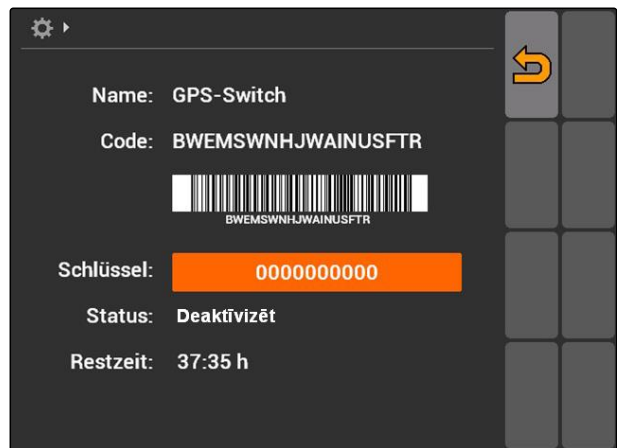 Name: GPS-Switch
Code: BWEMSWNHJWAINUSFTR
BWEMSWNHJWAINUSFTR
Schlüssel: 0000000000
Status: Deaktīvizēt
Restzeit: 37:35 h